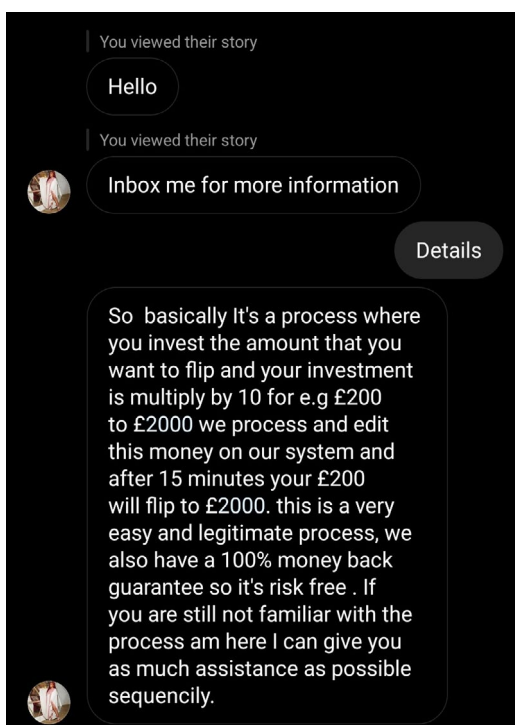 You viewed their story
Hello
You viewed their story
Inbox me for more information
Details
So  basically It's a process where
you invest the amount that you
want to flip and your investment
is multiply by 10 for e.g £200
to £2000 we process and edit
this money on our system and
after 15 minutes your £200
will flip to £2000. this is a very
easy and legitimate process, we
also have a 100% money back
guarantee so it's risk free . If
you are still not familiar with the
process am here I can give you
as much assistance as possible
sequencily.